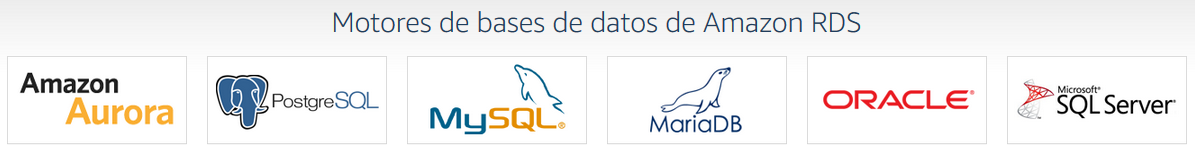 Motores de bases de datos de Amazon RDS
Amazon
Aurora
PostgreSQL
MySQL®
MariaDB
ORACLE®
Microsoft®
SQL Server®